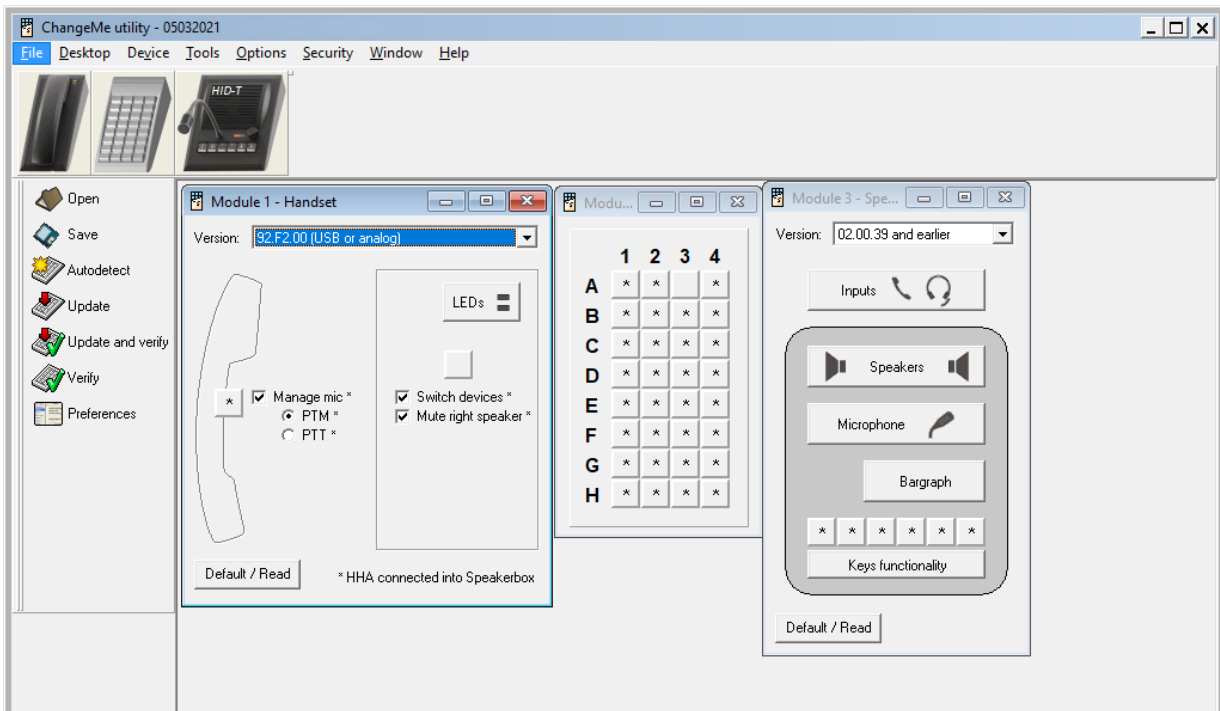 ChangeMe utility - 05032021
File Desktop Device Tools Options Security Window Help
HID-T
Open
Save
Autodetect
Update
Update and verify
Verify
Preferences
Module 1 - Handset
Version: 92.F2.00 (USB or analog)
LEDs
*
Manage mic *
PTM *
PTT *
Switch devices *
Mute right speaker *
Default / Read
* HHA connected into Speakerbox
Modu...
1 2 3 4
A * * *
B * * * *
C * * * *
D * * * *
E * * * *
F * * * *
G * * * *
H * * * *
Module 3 - Spe...
Version: 02.00.39 and earlier
Inputs
Speakers
Microphone
Bargraph
* * * * * *
Keys functionality
Default / Read